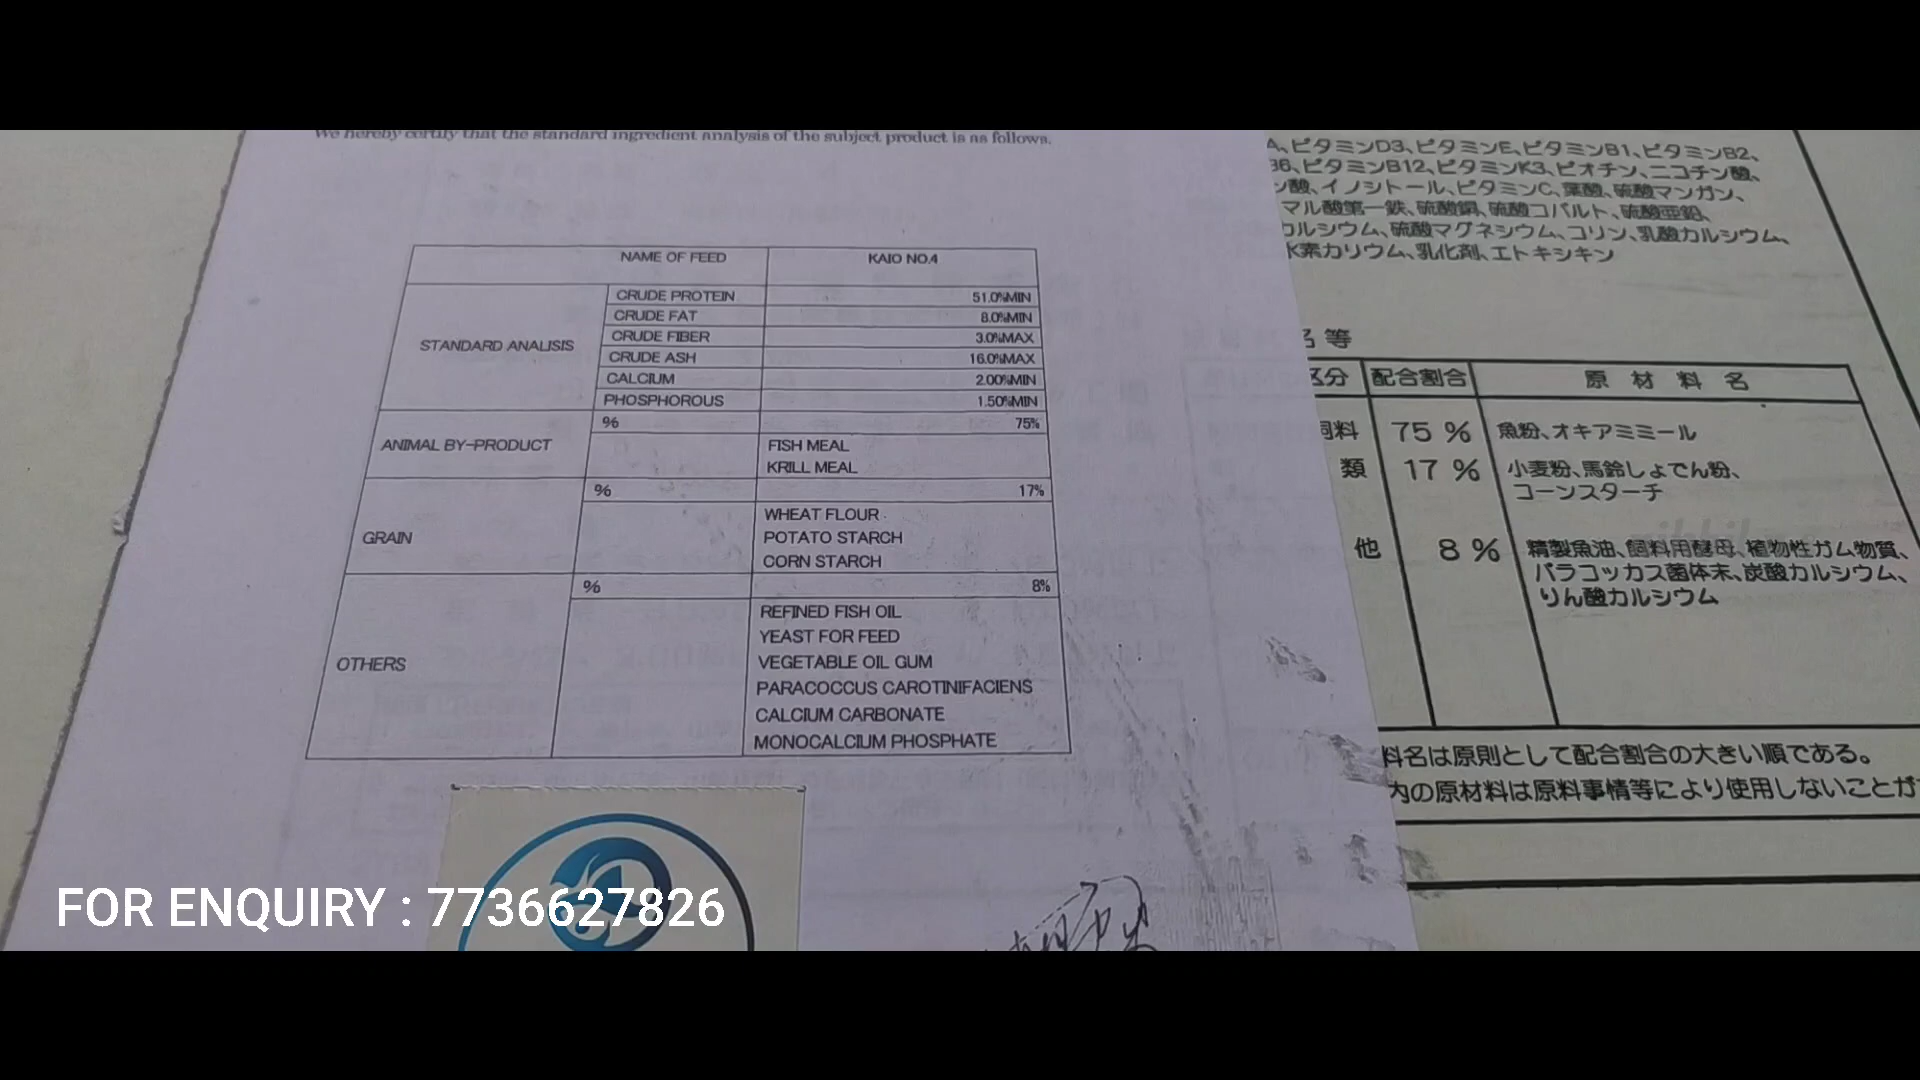 We hereby certify that the standard ingredient analysis of the subject product is as follows.
NAME OF FEED KAIO NO.4
STANDARD ANALISIS
CRUDE PROTEIN 51.0%MIN
CRUDE FAT 8.0%MIN
CRUDE FIBER 3.0%MAX
CRUDE ASH 16.0%MAX
CALCIUM 2.00%MIN
PHOSPHOROUS 1.50%MIN
ANIMAL BY-PRODUCT
% 75%
FISH MEAL
KRILL MEAL
GRAIN
% 17%
WHEAT FLOUR
POTATO STARCH
CORN STARCH
OTHERS
% 8%
REFINED FISH OIL
YEAST FOR FEED
VEGETABLE OIL GUM
PARACOCCUS CAROTINIFACIENS
CALCIUM CARBONATE
MONOCALCIUM PHOSPHATE
A、ビタミンD3、ビタミンE、ビタミンB1、ビタミンB2、
B6、ビタミンB12、ビタミンK3、ビオチン、ニコチン酸、
ン酸、イノシトール、ビタミンC、葉酸、硫酸マンガン、
マル酸第一鉄、硫酸銅、硫酸コバルト、硫酸亜鉛、
カルシウム、硫酸マグネシウム、コリン、乳酸カルシウム、
水素カリウム、乳化剤、エトキシキン
名等
区分 配合割合 原材料名
飼料 75% 魚粉、オキアミミール
類 17% 小麦粉、馬鈴しょでん粉、
コーンスターチ
他 8% 精製魚油、飼料用酵母、植物性ガム物質、
パラコッカス菌体末、炭酸カルシウム、
りん酸カルシウム
料名は原則として配合割合の大きい順である。
内の原材料は原料事情等により使用しないことが
FOR ENQUIRY : 7736627826